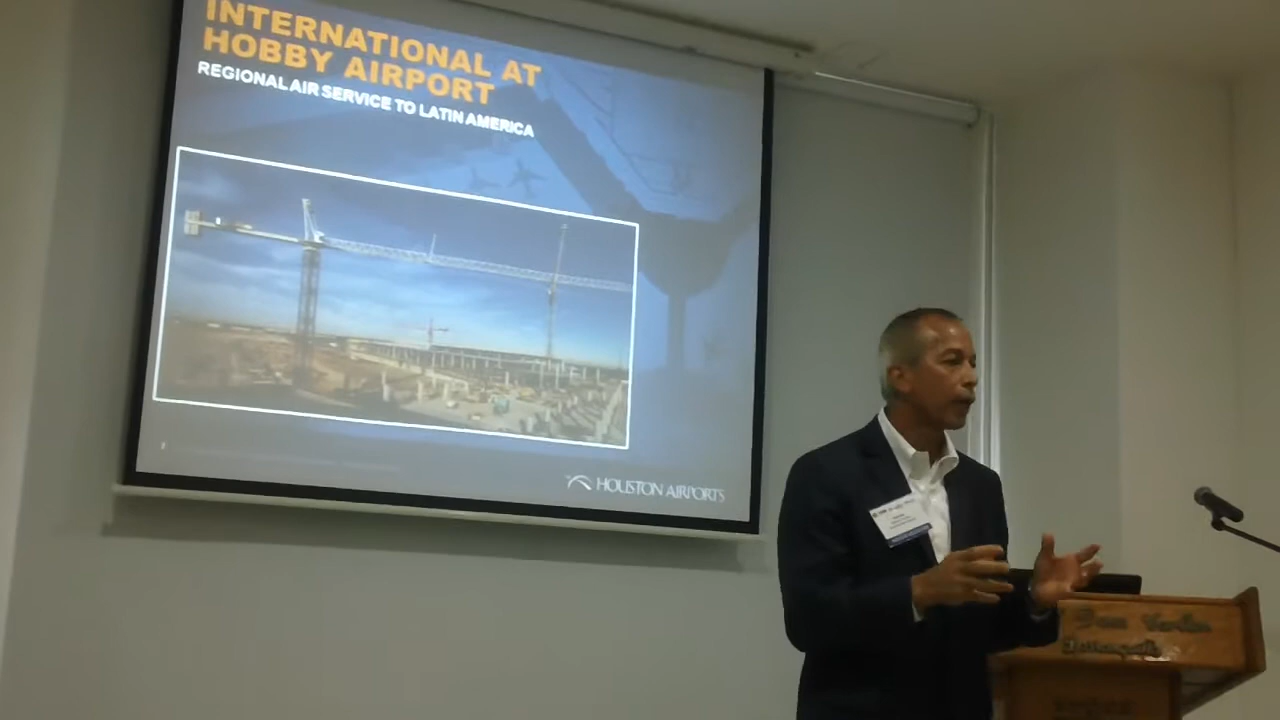 INTERNATIONAL AT
HOBBY AIRPORT
REGIONAL AIR SERVICE TO LATIN AMERICA
HOUSTON AIRPORTS